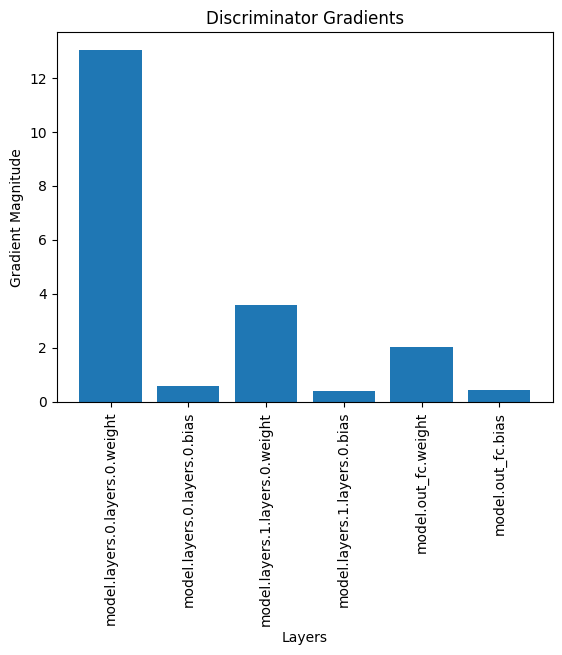 Discriminator Gradients
Gradient Magnitude
12
10
8
6
4
2
0
model.layers.0.layers.0.weight
model.layers.0.layers.0.bias
model.layers.1.layers.0.weight
model.layers.1.layers.0.bias
model.out_fc.weight
model.out_fc.bias
Layers